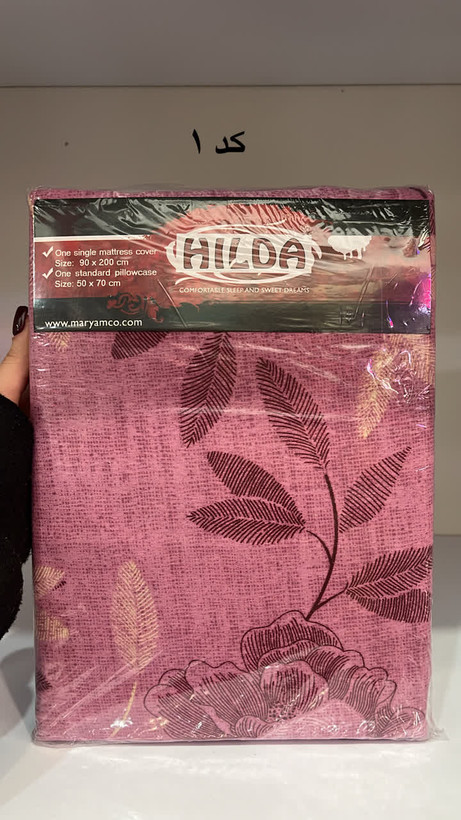 کد ۱
✓ One single mattress cover
Size: 90 x 200 cm
✓ One standard pillowcase
Size: 50 x 70 cm
HILDA
COMFORTABLE SLEEP AND SWEET DREAMS
www.maryamco.com